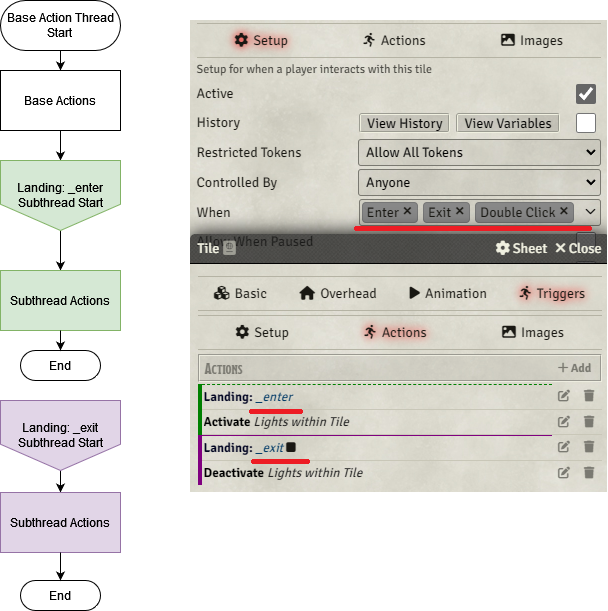 Base Action Thread
Start
Base Actions
Landing: _enter
Subthread Start
Subthread Actions
End
Landing: _exit
Subthread Start
Subthread Actions
End
Setup Actions Images
Setup for when a player interacts with this tile
Active
History View History View Variables
Restricted Tokens Allow All Tokens
Controlled By Anyone
When Enter × Exit × Double Click ×
Allow When Paused
Tile Sheet × Close
Basic Overhead Animation Triggers
Setup Actions Images
Actions + Add
Landing: _enter
Activate Lights within Tile
Landing: _exit
Deactivate Lights within Tile